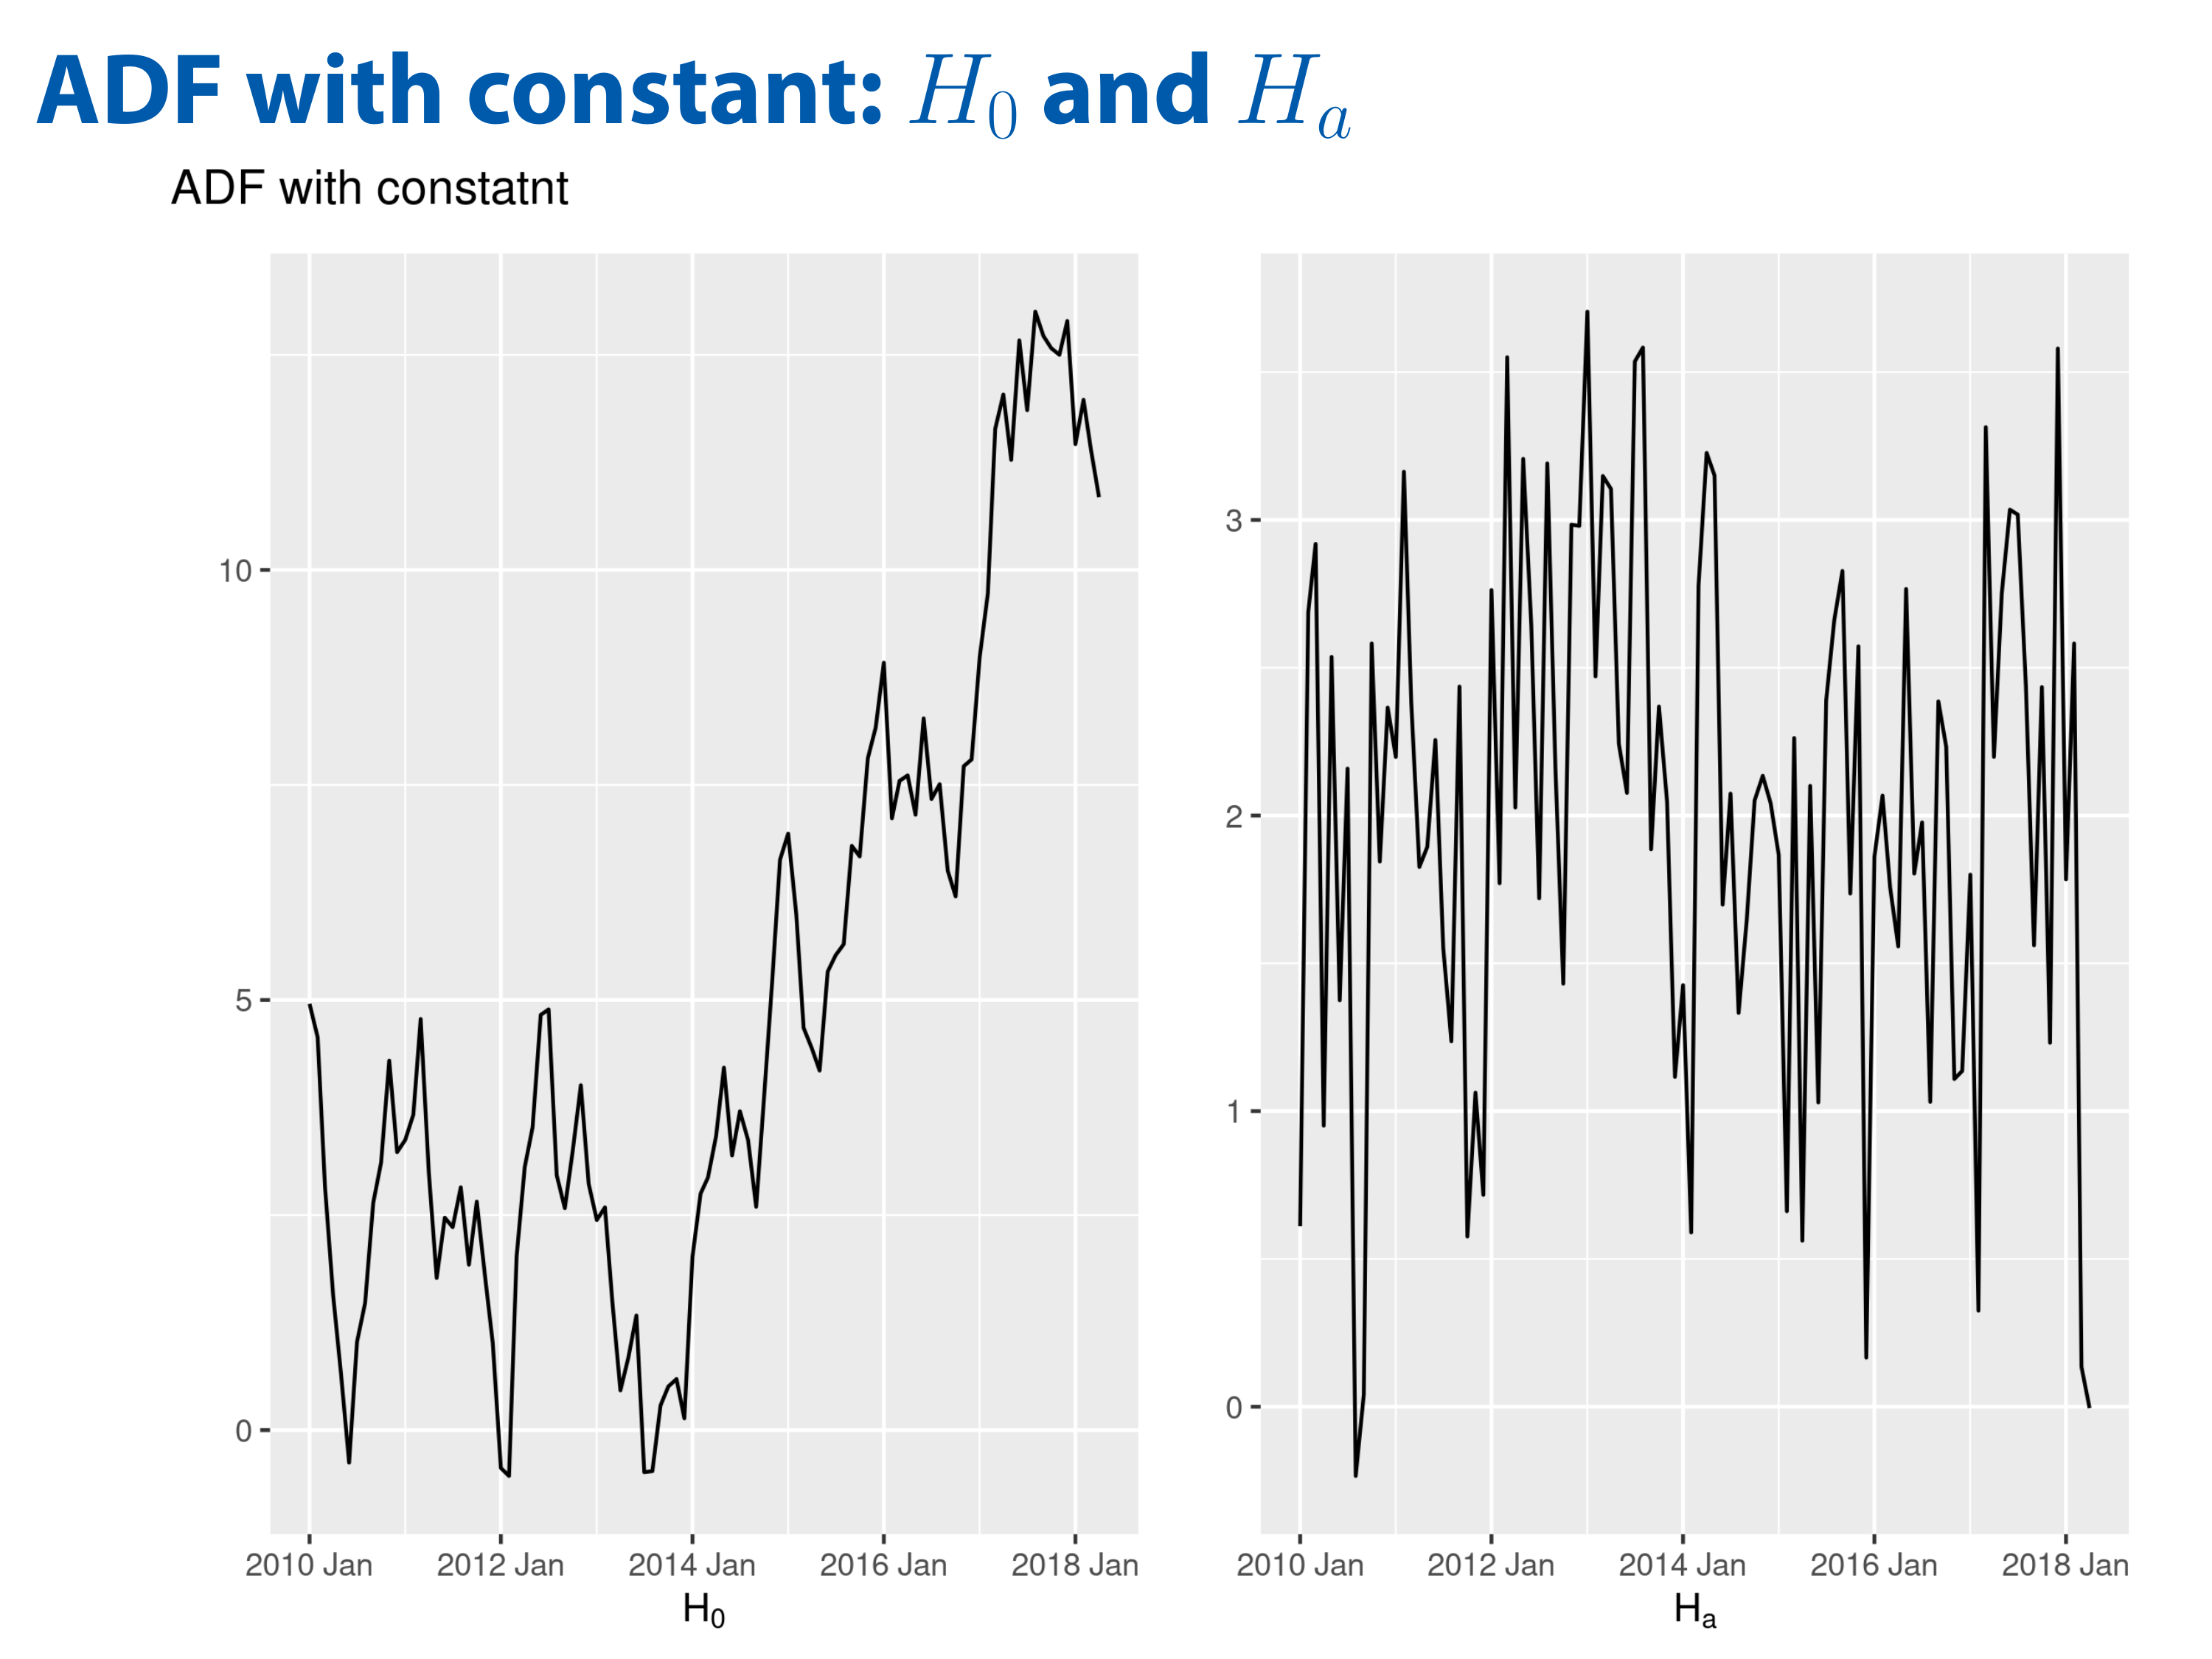 ADF with constant: H₀ and Hₐ
ADF with constatnt
10
5
0
2010 Jan 2012 Jan 2014 Jan 2016 Jan 2018 Jan
H₀
3
2
1
0
2010 Jan 2012 Jan 2014 Jan 2016 Jan 2018 Jan
Hₐ